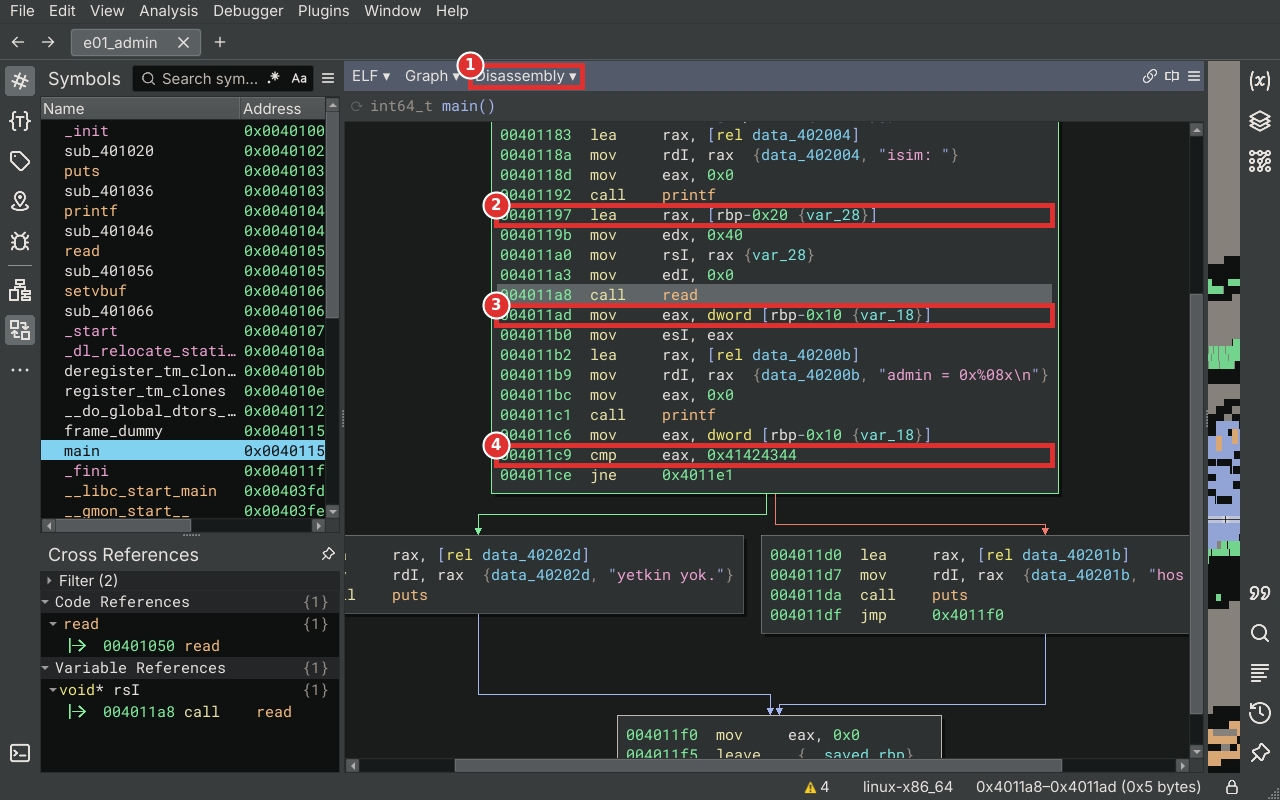 File Edit View Analysis Debugger Plugins Window Help
e01_admin
Symbols
Search sym…
.* Aa
ELF ▾ Graph ▾ Disassembly ▾
1
Name Address
int64_t main()
_init 0x0040100
sub_401020 0x0040102
puts 0x0040103
sub_401036 0x0040103
printf 0x0040104
sub_401046 0x0040104
read 0x0040105
sub_401056 0x0040105
setvbuf 0x0040106
sub_401066 0x0040106
_start 0x0040107
_dl_relocate_stati… 0x004010a
deregister_tm_clon… 0x004010b
register_tm_clones 0x004010e
__do_global_dtors_… 0x0040112
frame_dummy 0x0040115
main 0x0040115
_fini 0x004011f
__libc_start_main 0x00403fd
__gmon_start__ 0x00403fe
00401183 lea rax, [rel data_402004]
0040118a mov rdI, rax {data_402004, "isim: "}
0040118d mov eax, 0x0
00401192 call printf
2
00401197 lea rax, [rbp-0x20 {var_28}]
0040119b mov edx, 0x40
004011a0 mov rsI, rax {var_28}
004011a3 mov edI, 0x0
004011a8 call read
3
004011ad mov eax, dword [rbp-0x10 {var_18}]
004011b0 mov esI, eax
004011b2 lea rax, [rel data_40200b]
004011b9 mov rdI, rax {data_40200b, "admin = 0x%08x\n"}
004011bc mov eax, 0x0
004011c1 call printf
004011c6 mov eax, dword [rbp-0x10 {var_18}]
4
004011c9 cmp eax, 0x41424344
004011ce jne 0x4011e1
rax, [rel data_40202d]
rdI, rax {data_40202d, "yetkin yok."}
puts
004011d0 lea rax, [rel data_40201b]
004011d7 mov rdI, rax {data_40201b, "hos
004011da call puts
004011df jmp 0x4011f0
004011f0 mov eax, 0x0
004011f5 leave {__saved_rbp}
Cross References
Filter (2)
Code References {1}
read {1}
00401050 read
Variable References {1}
void* rsI {1}
004011a8 call read
4 linux-x86_64 0x4011a8–0x4011ad (0x5 bytes)